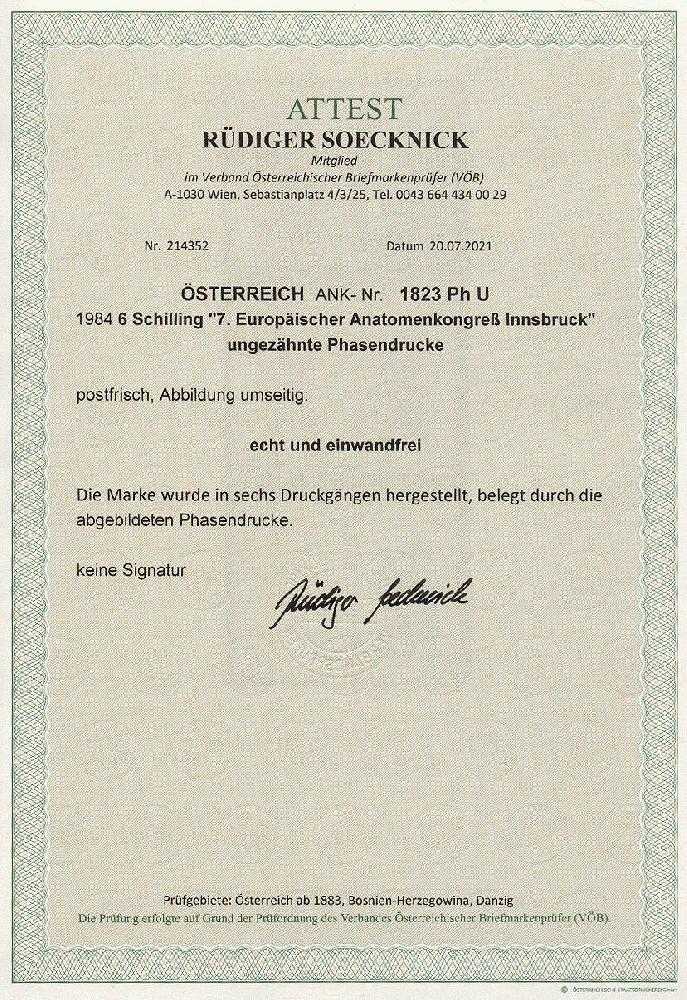 ATTEST
RÜDIGER SOECKNICK
Mitglied
im Verband Österreichischer Briefmarkenprüfer (VÖB)
A-1030 Wien, Sebastianplatz 4/3/25, Tel. 0043 664 434 00 29
Nr. 214352 Datum 20.07.2021
ÖSTERREICH ANK- Nr. 1823 Ph U
1984 6 Schilling "7. Europäischer Anatomenkongreß Innsbruck"
ungezähnte Phasendrucke
postfrisch, Abbildung umseitig.
echt und einwandfrei
Die Marke wurde in sechs Druckgängen hergestellt, belegt durch die
abgebildeten Phasendrucke.
keine Signatur
Prüfgebiete: Österreich ab 1883, Bosnien-Herzegowina, Danzig
Die Prüfung erfolgte auf Grund der Prüfordnung des Verbandes Österreichischer Briefmarkenprüfer (VÖB).